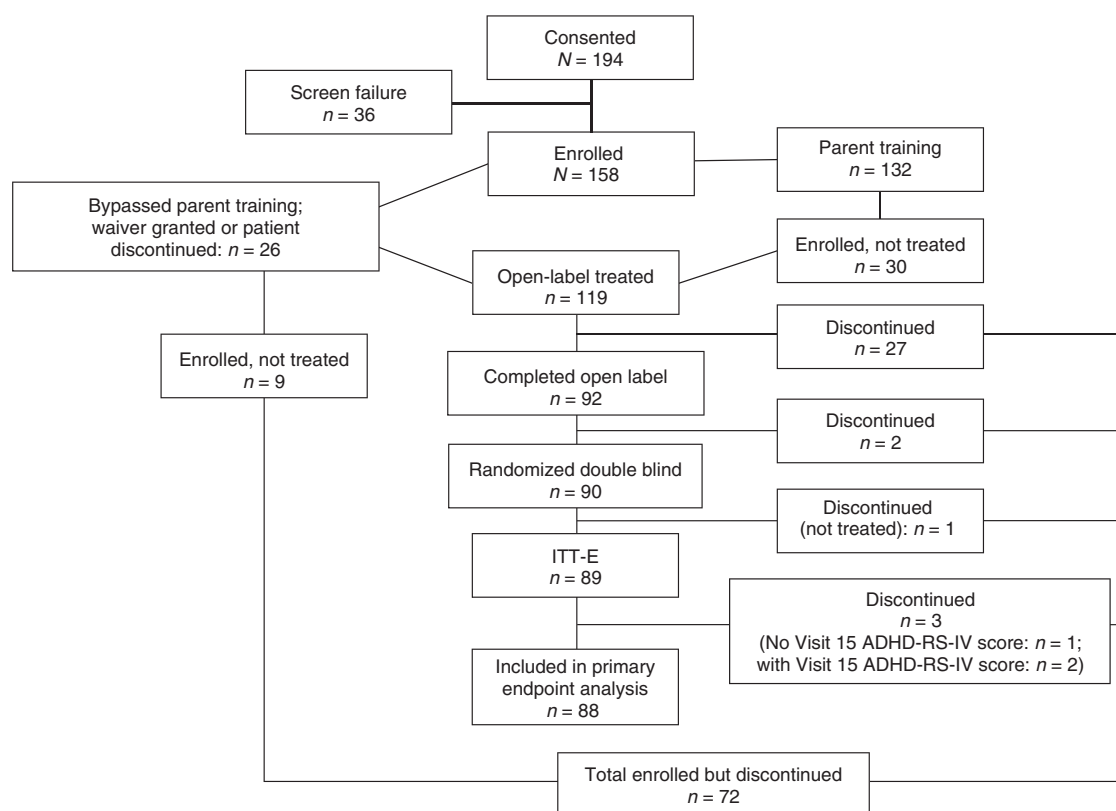 Consented
N = 194
Screen failure
n = 36
Enrolled
N = 158
Parent training
n = 132
Bypassed parent training;
waiver granted or patient
discontinued: n = 26
Enrolled, not treated
n = 30
Open-label treated
n = 119
Discontinued
n = 27
Enrolled, not treated
n = 9
Completed open label
n = 92
Discontinued
n = 2
Randomized double blind
n = 90
Discontinued
(not treated): n = 1
ITT-E
n = 89
Discontinued
n = 3
(No Visit 15 ADHD-RS-IV score: n = 1;
with Visit 15 ADHD-RS-IV score: n = 2)
Included in primary
endpoint analysis
n = 88
Total enrolled but discontinued
n = 72